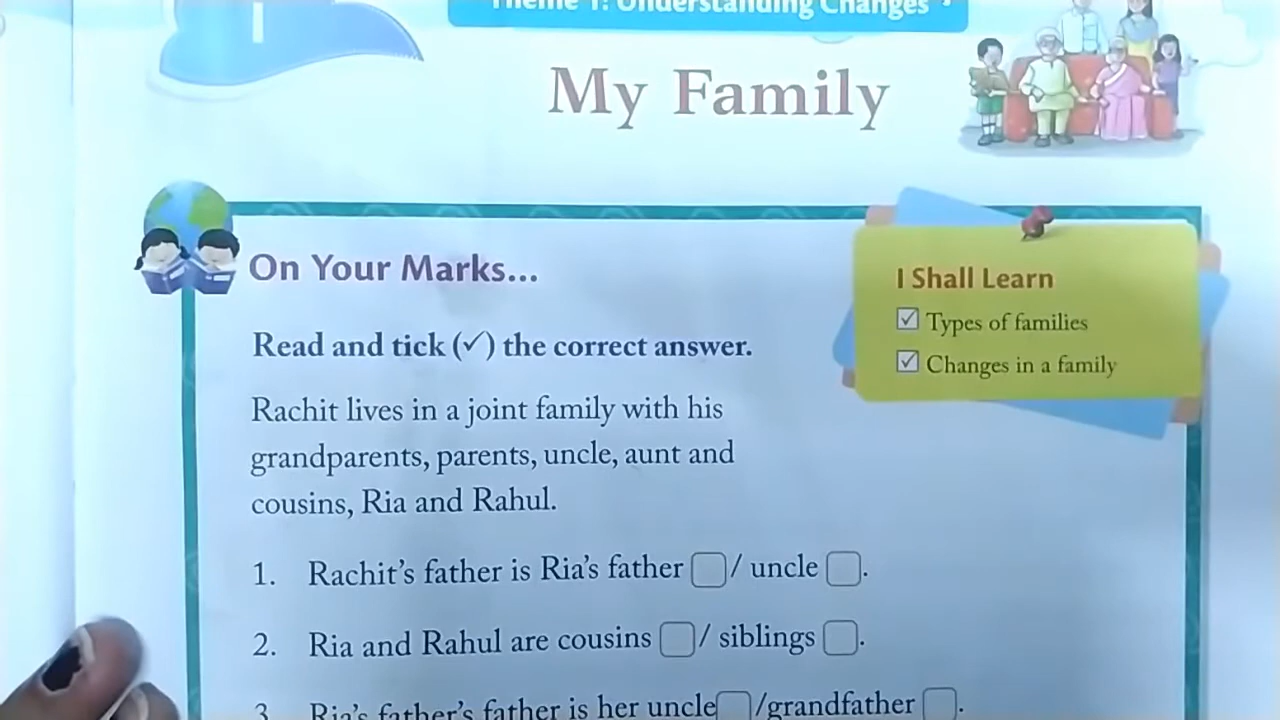 1
Theme 1: Understanding Changes
My Family
On Your Marks...
I Shall Learn
☑ Types of families
☑ Changes in a family
Read and tick (✓) the correct answer.
Rachit lives in a joint family with his
grandparents, parents, uncle, aunt and
cousins, Ria and Rahul.
1. Rachit's father is Ria's father ☐/ uncle ☐.
2. Ria and Rahul are cousins ☐/ siblings ☐.
3. Ria's father's father is her uncle☐/grandfather ☐.